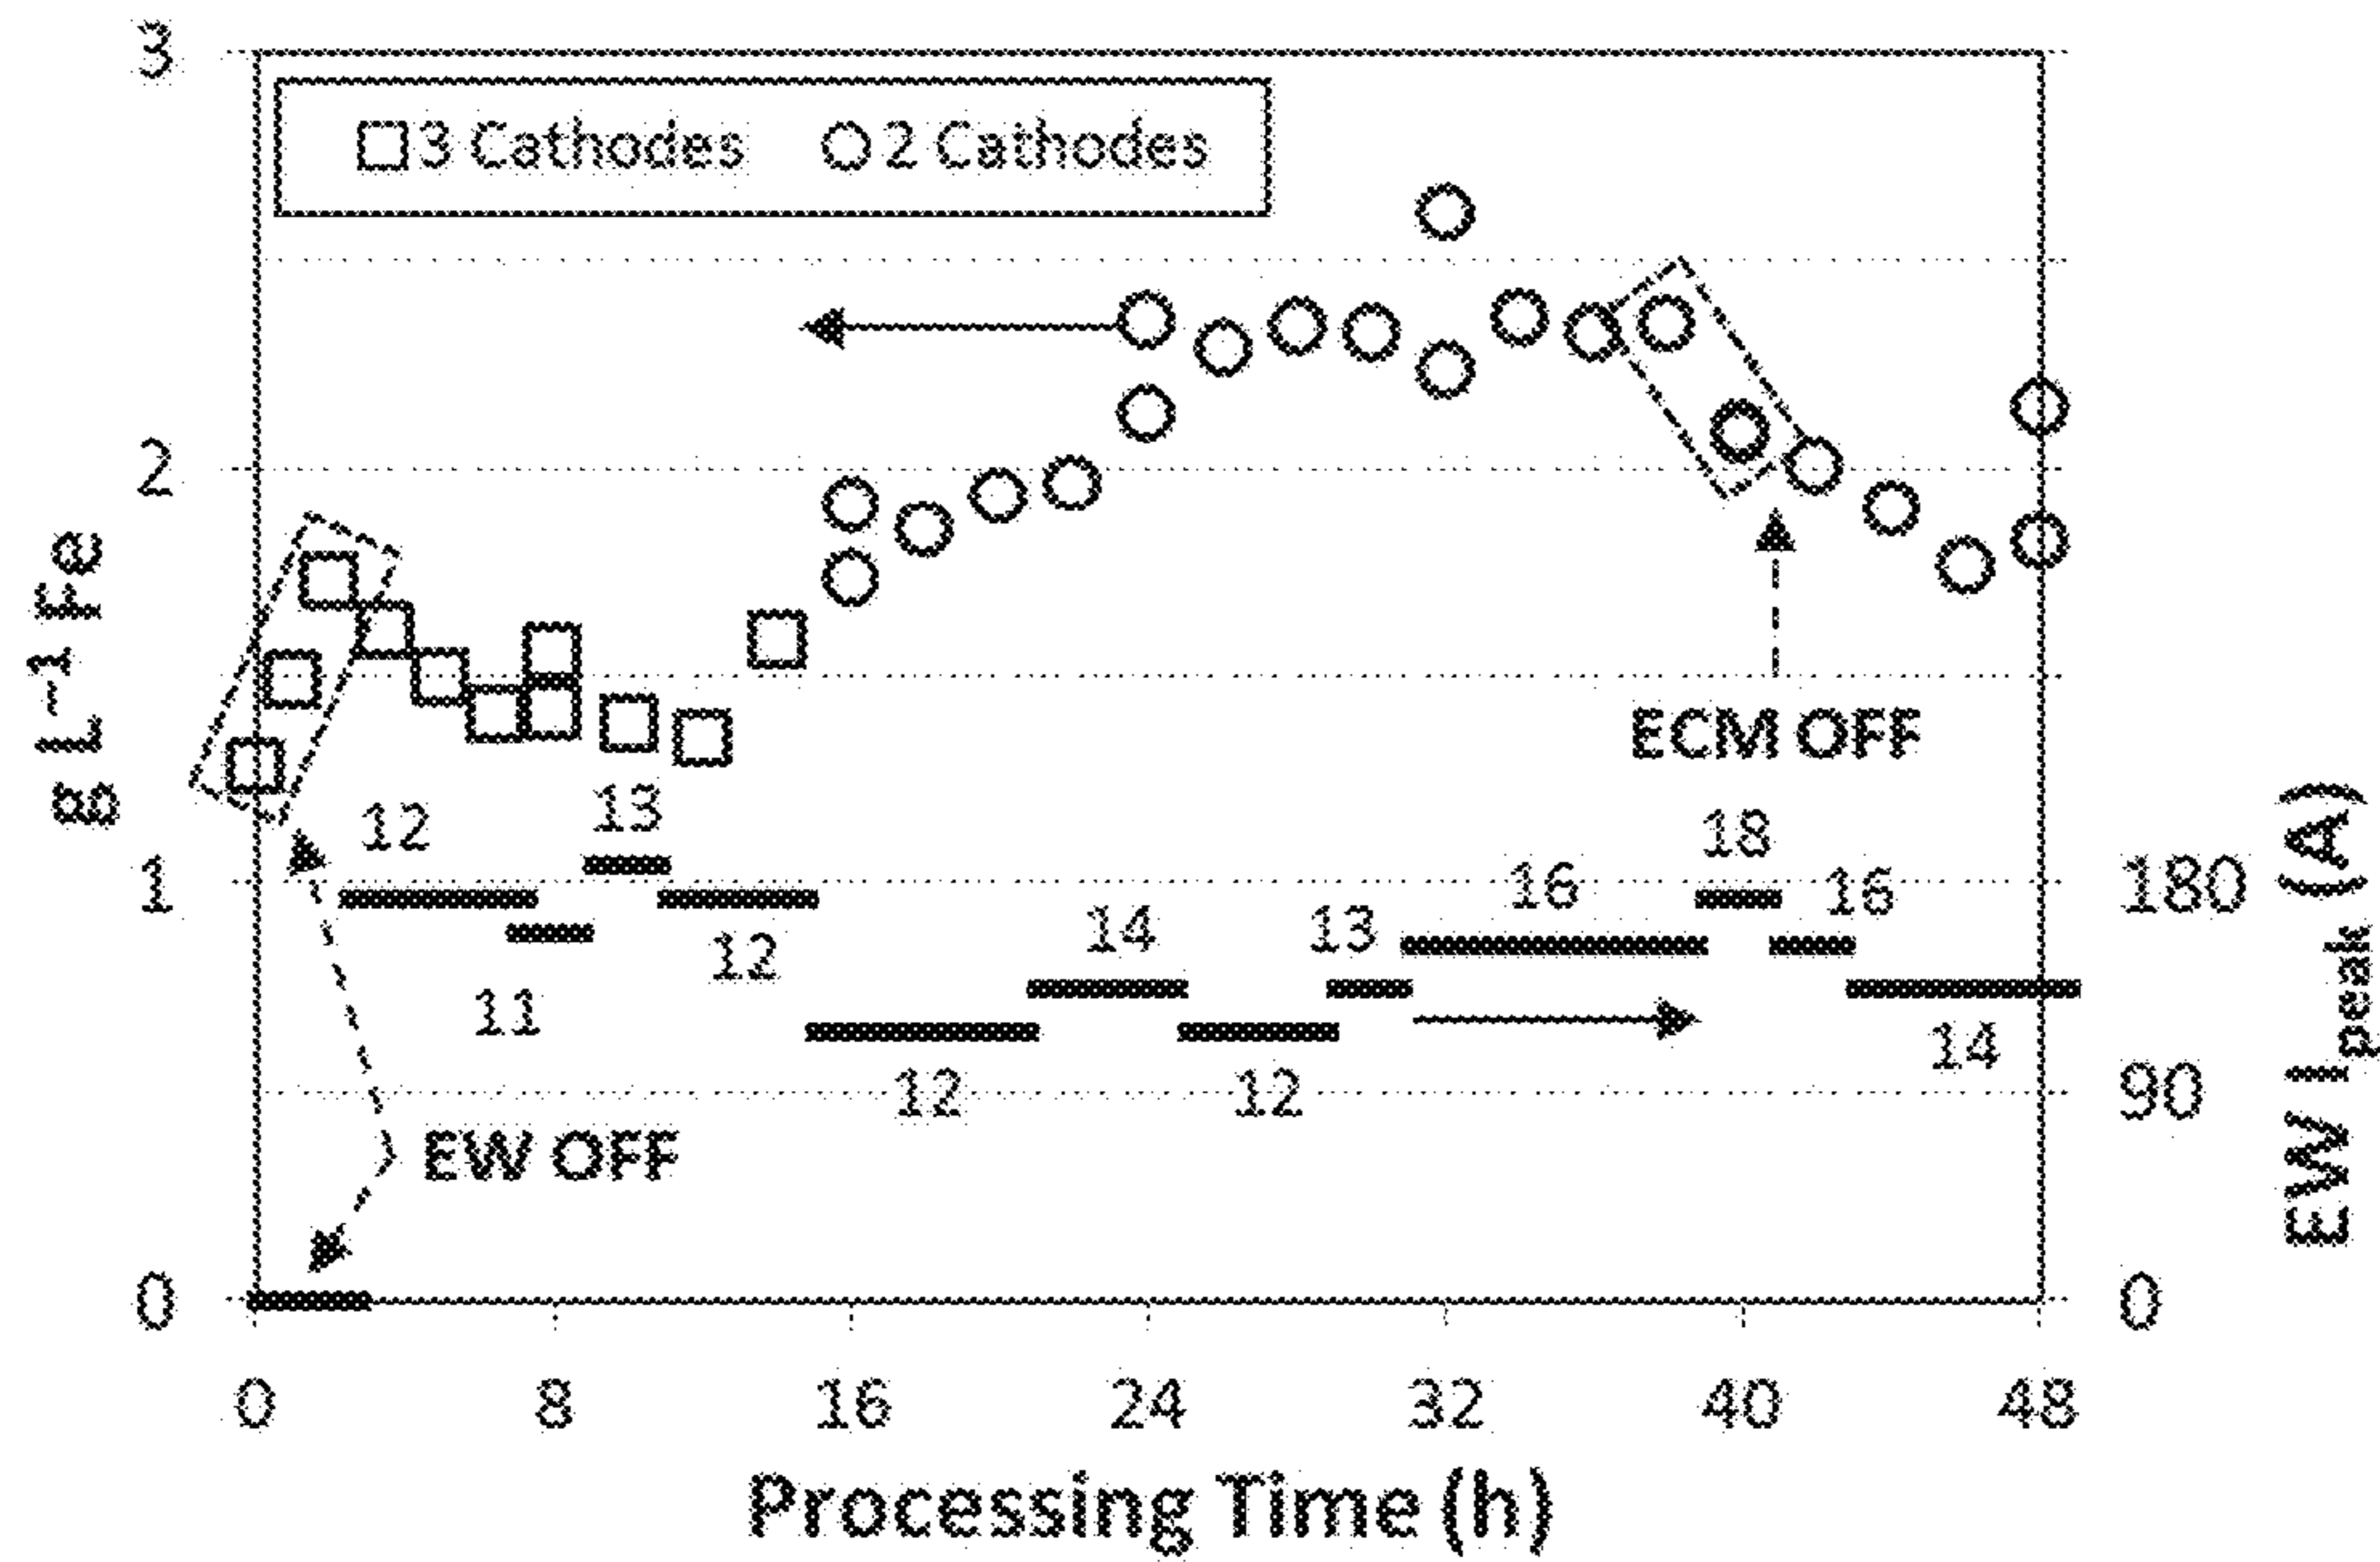 3
3 Cathodes 2 Cathodes
2
g L-1 Fe
ECM OFF
12 13 18
1 16 16 180
12 14 13
11
14
12 12 90
EW OFF
EW Ipeak (A)
0 0
0 8 16 24 32 40 48
Processing Time (h)